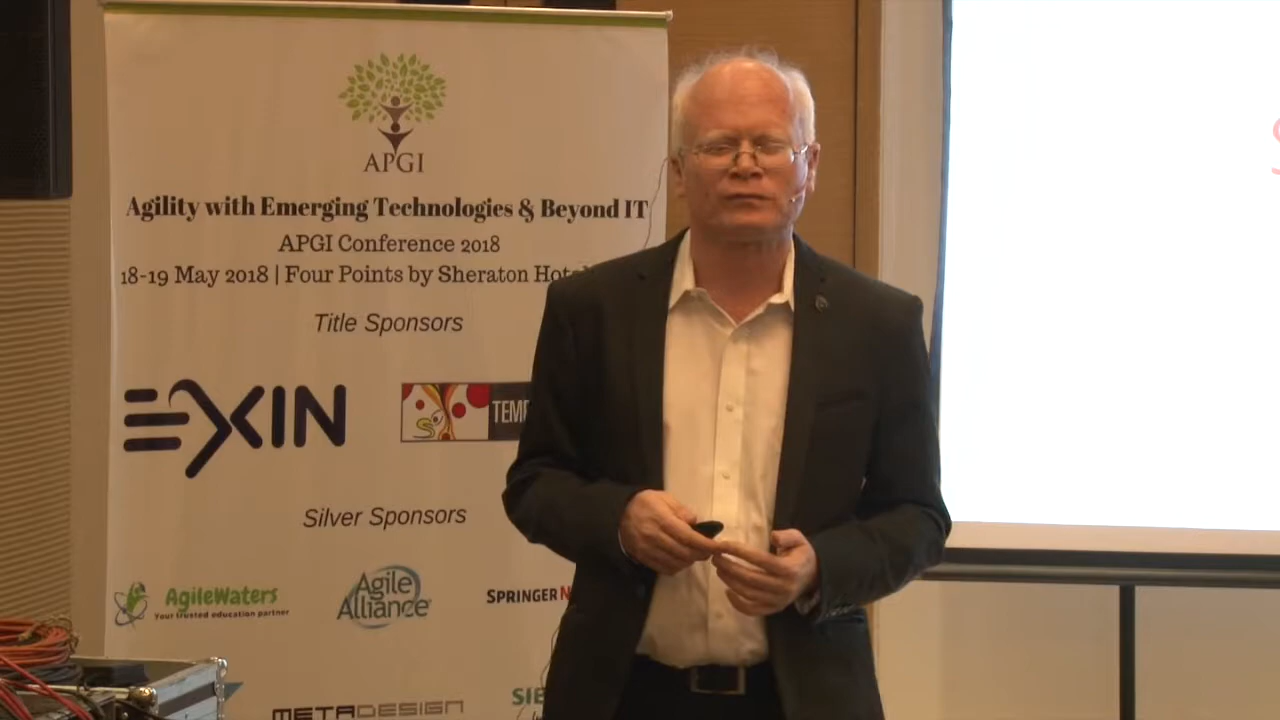 APGI
Agility with Emerging Technologies & Beyond IT
APGI Conference 2018
18-19 May 2018 | Four Points by Sheraton
Title Sponsors
EXIN
Silver Sponsors
AgileWaters
Your trusted education partner
Agile
Alliance
SPRINGER
METADESIGN